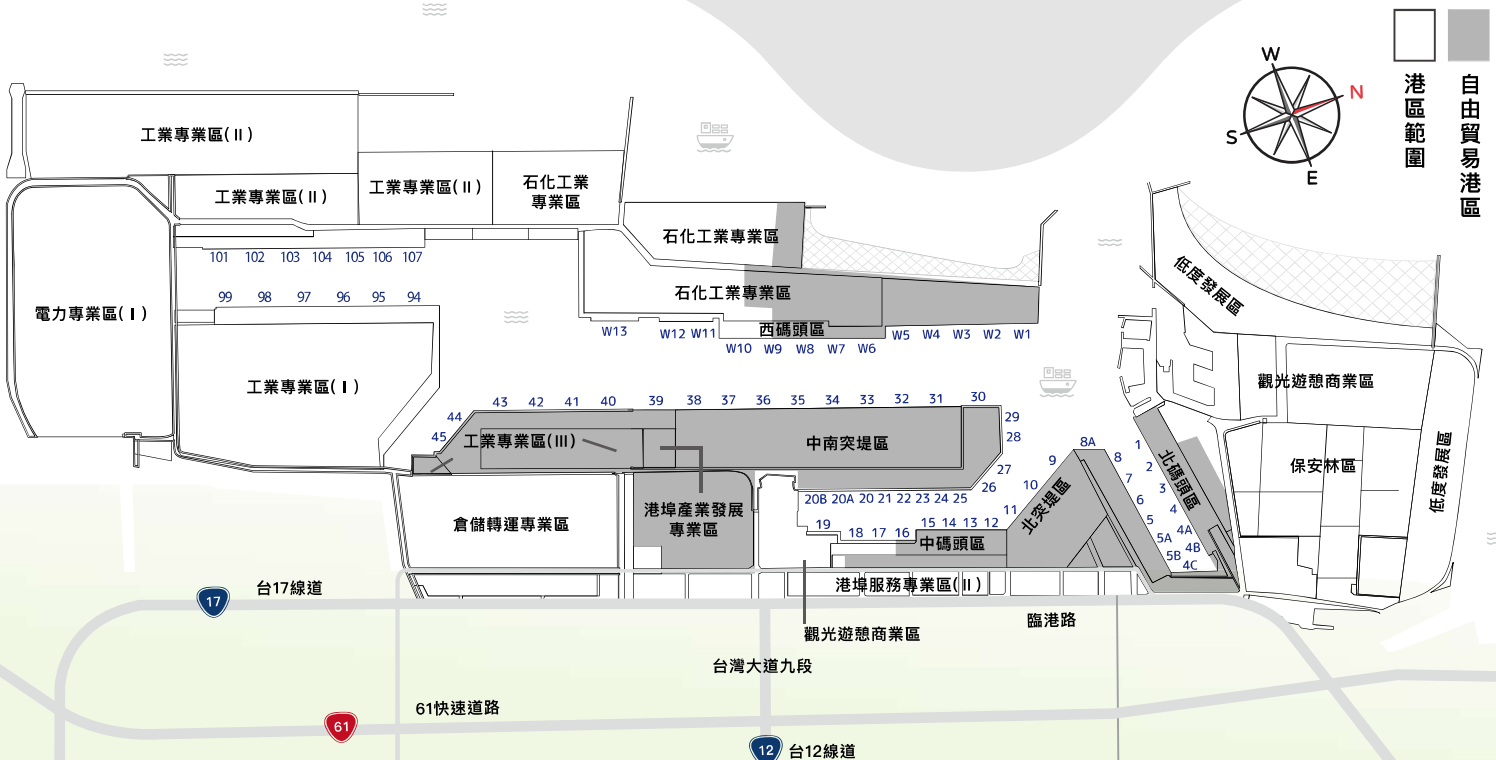 W
N
S
E
港區範圍
自由貿易港區
工業專業區(II)
工業專業區(II)
工業專業區(II)
石化工業
專業區
石化工業專業區
石化工業專業區
西碼頭區
電力專業區(I)
工業專業區(I)
101 102 103 104 105 106 107
99 98 97 96 95 94
W13 W12 W11 W10 W9 W8 W7 W6 W5 W4 W3 W2 W1
低度發展區
觀光遊憩商業區
保安林區
低度發展區
45 44 43 42 41 40 39 38 37 36 35 34 33 32 31 30
29
28
27
26
工業專業區(III)
中南突堤區
20B 20A 20 21 22 23 24 25
19
18 17 16 15 14 13 12
11
10
9
8A
8
7
6
5
5A
5B
1
2
3
4
4A
4B
4C
北碼頭區
北突堤區
中碼頭區
倉儲轉運專業區
港埠產業發展
專業區
港埠服務專業區(II)
觀光遊憩商業區
臨港路
17
台17線道
台灣大道九段
61快速道路
61
12
台12線道